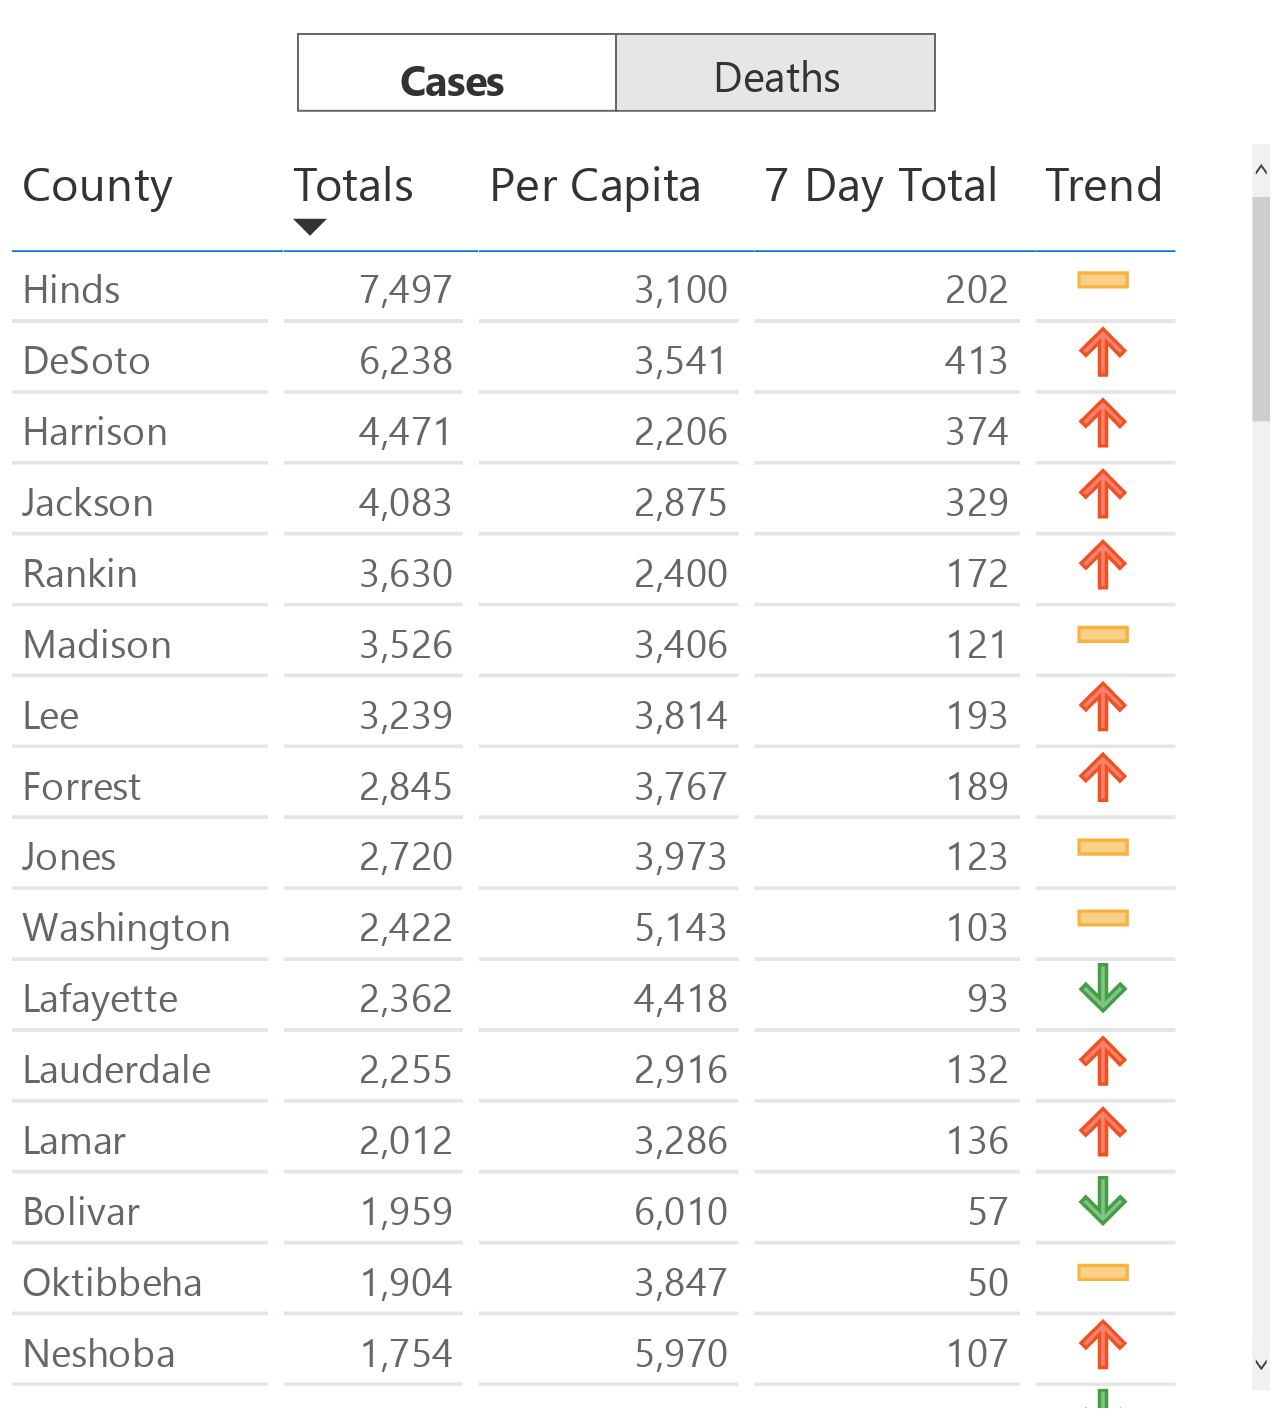 Cases Deaths
County Totals Per Capita 7 Day Total Trend
Hinds 7,497 3,100 202
DeSoto 6,238 3,541 413
Harrison 4,471 2,206 374
Jackson 4,083 2,875 329
Rankin 3,630 2,400 172
Madison 3,526 3,406 121
Lee 3,239 3,814 193
Forrest 2,845 3,767 189
Jones 2,720 3,973 123
Washington 2,422 5,143 103
Lafayette 2,362 4,418 93
Lauderdale 2,255 2,916 132
Lamar 2,012 3,286 136
Bolivar 1,959 6,010 57
Oktibbeha 1,904 3,847 50
Neshoba 1,754 5,970 107